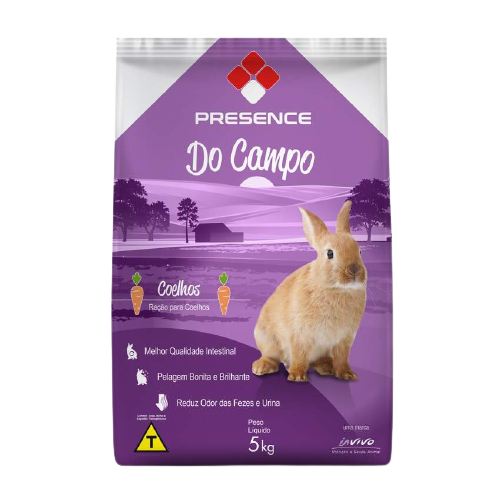 PRESENCE
Do Campo
Coelhos
Ração para Coelhos
Melhor Qualidade Intestinal
Pelagem Bonita e Brilhante
Reduz Odor das Fezes e Urina
T
Peso
Líquido
5kg
uma marca
invivo